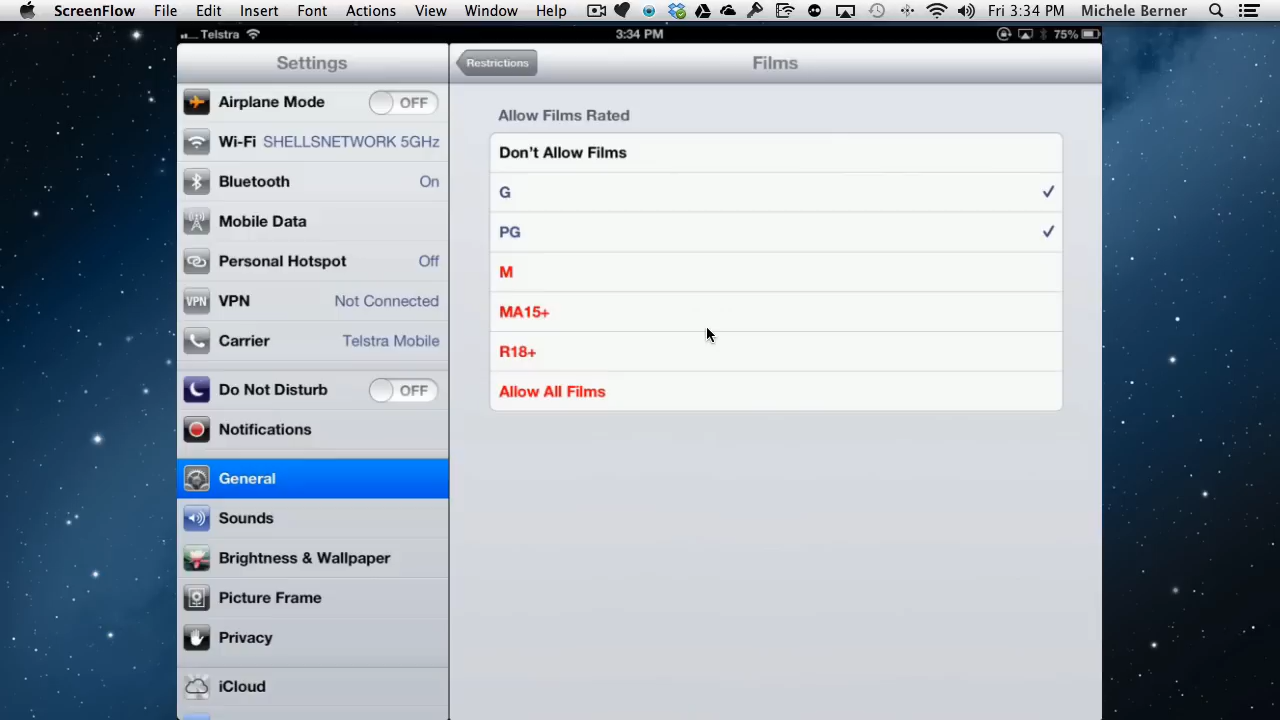 ScreenFlow File Edit Insert Font Actions View Window Help Fri 3:34 PM Michele Berner
Telstra 3:34 PM 75%
Settings
Restrictions Films
Airplane Mode OFF
Wi-Fi SHELLSNETWORK 5GHz
Bluetooth On
Mobile Data
Personal Hotspot Off
VPN VPN Not Connected
Carrier Telstra Mobile
Do Not Disturb OFF
Notifications
General
Sounds
Brightness & Wallpaper
Picture Frame
Privacy
iCloud
Allow Films Rated
Don't Allow Films
G
PG
M
MA15+
R18+
Allow All Films